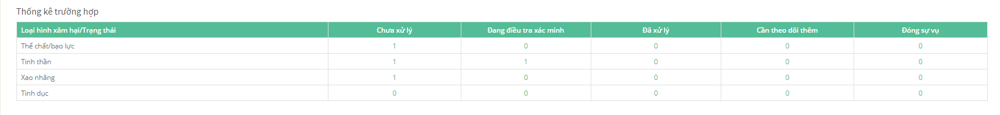 Thống kê trường hợp
Loại hình xâm hại/Trạng thái Chưa xử lý Đang điều tra xác minh Đã xử lý Cần theo dõi thêm Đóng sự vụ
Thể chất/bạo lực 1 0 0 0 0
Tinh thần 1 1 0 0 0
Xao nhãng 1 0 0 0 0
Tình dục 0 0 0 0 0